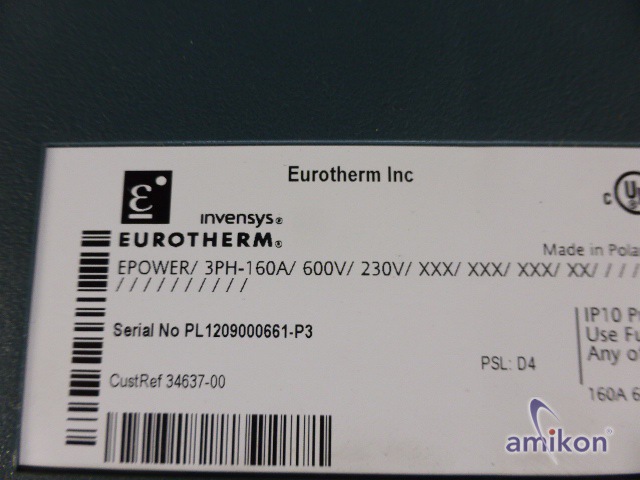 Eurotherm Inc
invensys®
EUROTHERM®
Made in
EPOWER/ 3PH-160A/ 600V/ 230V/ XXX/ XXX/ XXX/ XX/ / / /
/ / / / / / / / / /
Serial No PL1209000661-P3
IP10
Use
Any of
PSL: D4
CustRef 34637-00
160A
amikon